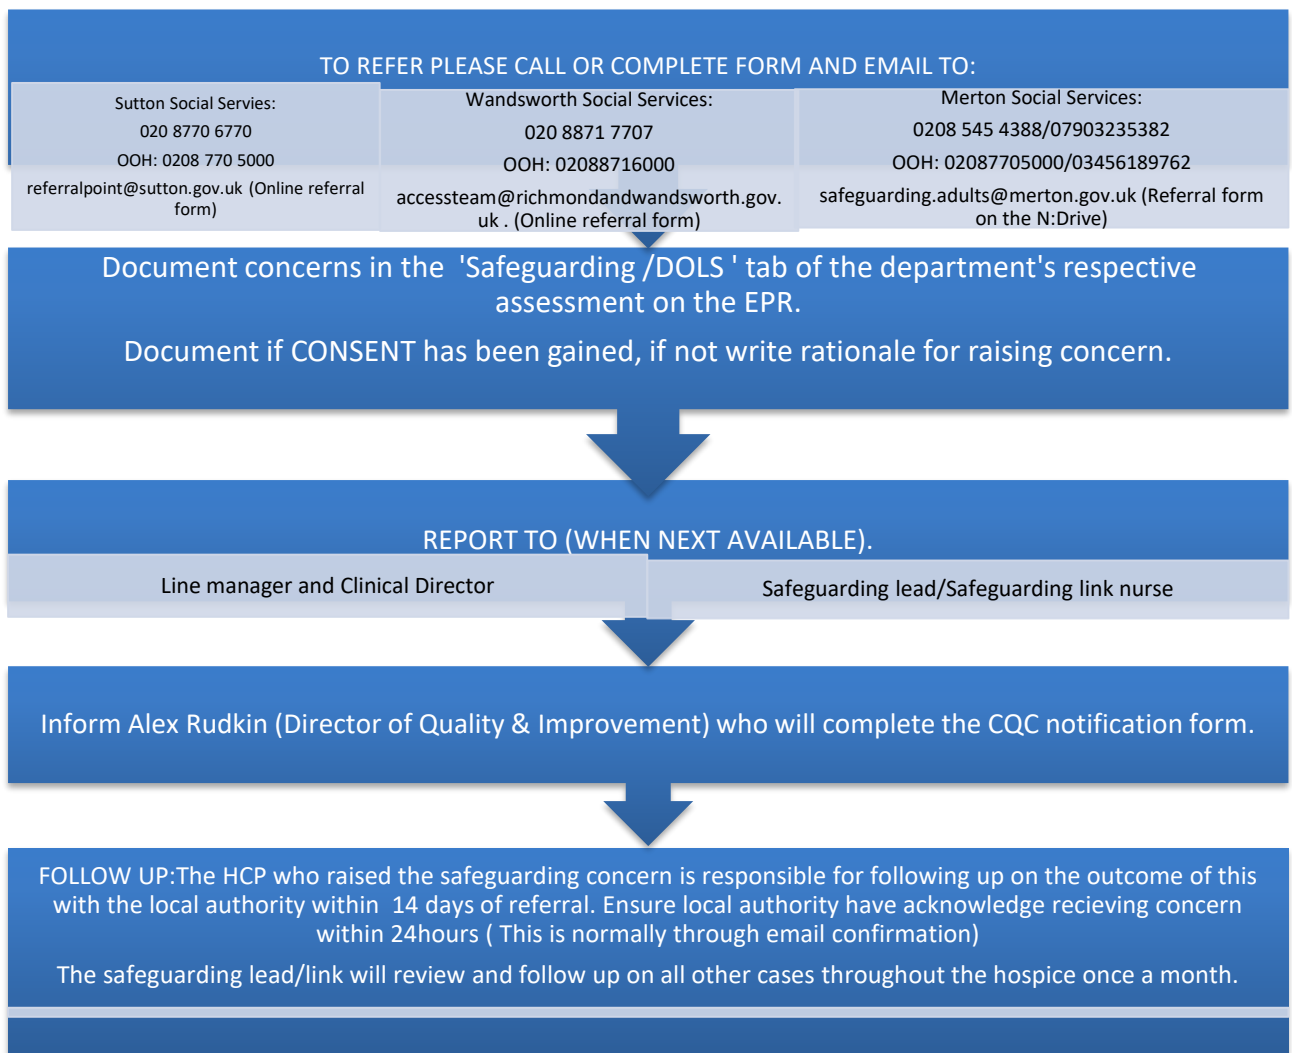 TO REFER PLEASE CALL OR COMPLETE FORM AND EMAIL TO:
Sutton Social Servies:
020 8770 6770
OOH: 0208 770 5000
referralpoint@sutton.gov.uk (Online referral
form)
Wandsworth Social Services:
020 8871 7707
OOH: 02088716000
accessteam@richmondandwandsworth.gov.
uk . (Online referral form)
Merton Social Services:
0208 545 4388/07903235382
OOH: 02087705000/03456189762
safeguarding.adults@merton.gov.uk (Referral form
on the N:Drive)
Document concerns in the 'Safeguarding /DOLS ' tab of the department's respective
assessment on the EPR.
Document if CONSENT has been gained, if not write rationale for raising concern.
REPORT TO (WHEN NEXT AVAILABLE).
Line manager and Clinical Director
Safeguarding lead/Safeguarding link nurse
Inform Alex Rudkin (Director of Quality & Improvement) who will complete the CQC notification form.
FOLLOW UP:The HCP who raised the safeguarding concern is responsible for following up on the outcome of this
with the local authority within 14 days of referral. Ensure local authority have acknowledge recieving concern
within 24hours ( This is normally through email confirmation)
The safeguarding lead/link will review and follow up on all other cases throughout the hospice once a month.